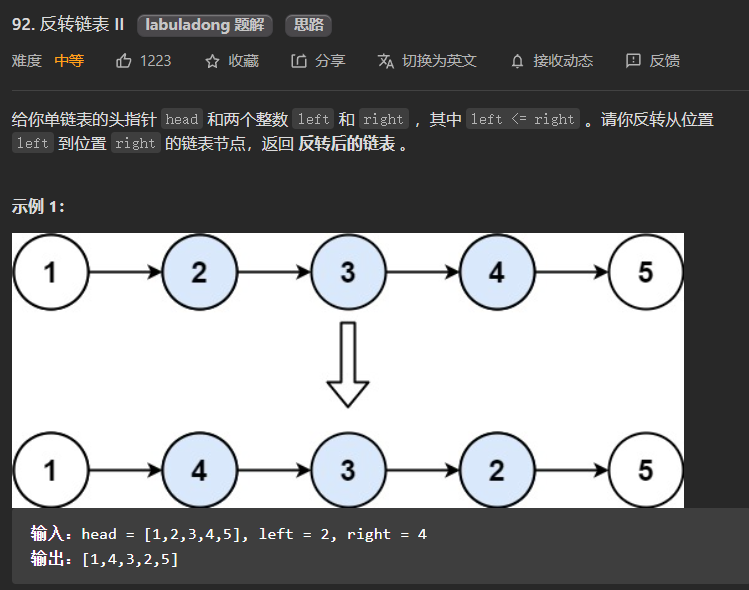 92. 反转链表 II labuladong 题解 思路
难度 中等 1223 收藏 分享 切换为英文 接收动态 反馈
给你单链表的头指针 head 和两个整数 left 和 right ，其中 left <= right 。请你反转从位置
left 到位置 right 的链表节点，返回 反转后的链表 。
示例 1：
1 2 3 4 5
1 4 3 2 5
输入：head = [1,2,3,4,5], left = 2, right = 4
输出：[1,4,3,2,5]